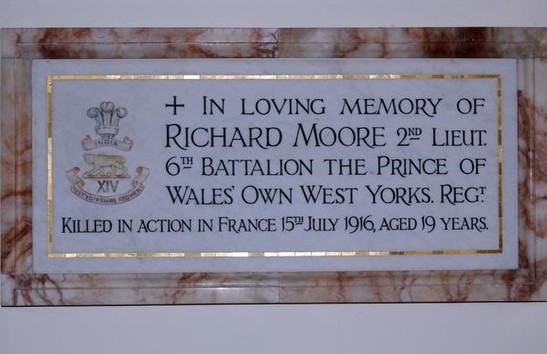 + IN LOVING MEMORY OF
RICHARD MOORE 2ND LIEUT.
6TH BATTALION THE PRINCE OF
WALES' OWN WEST YORKS. REGT
KILLED IN ACTION IN FRANCE 15TH JULY 1916, AGED 19 YEARS.
INDIA
XIV